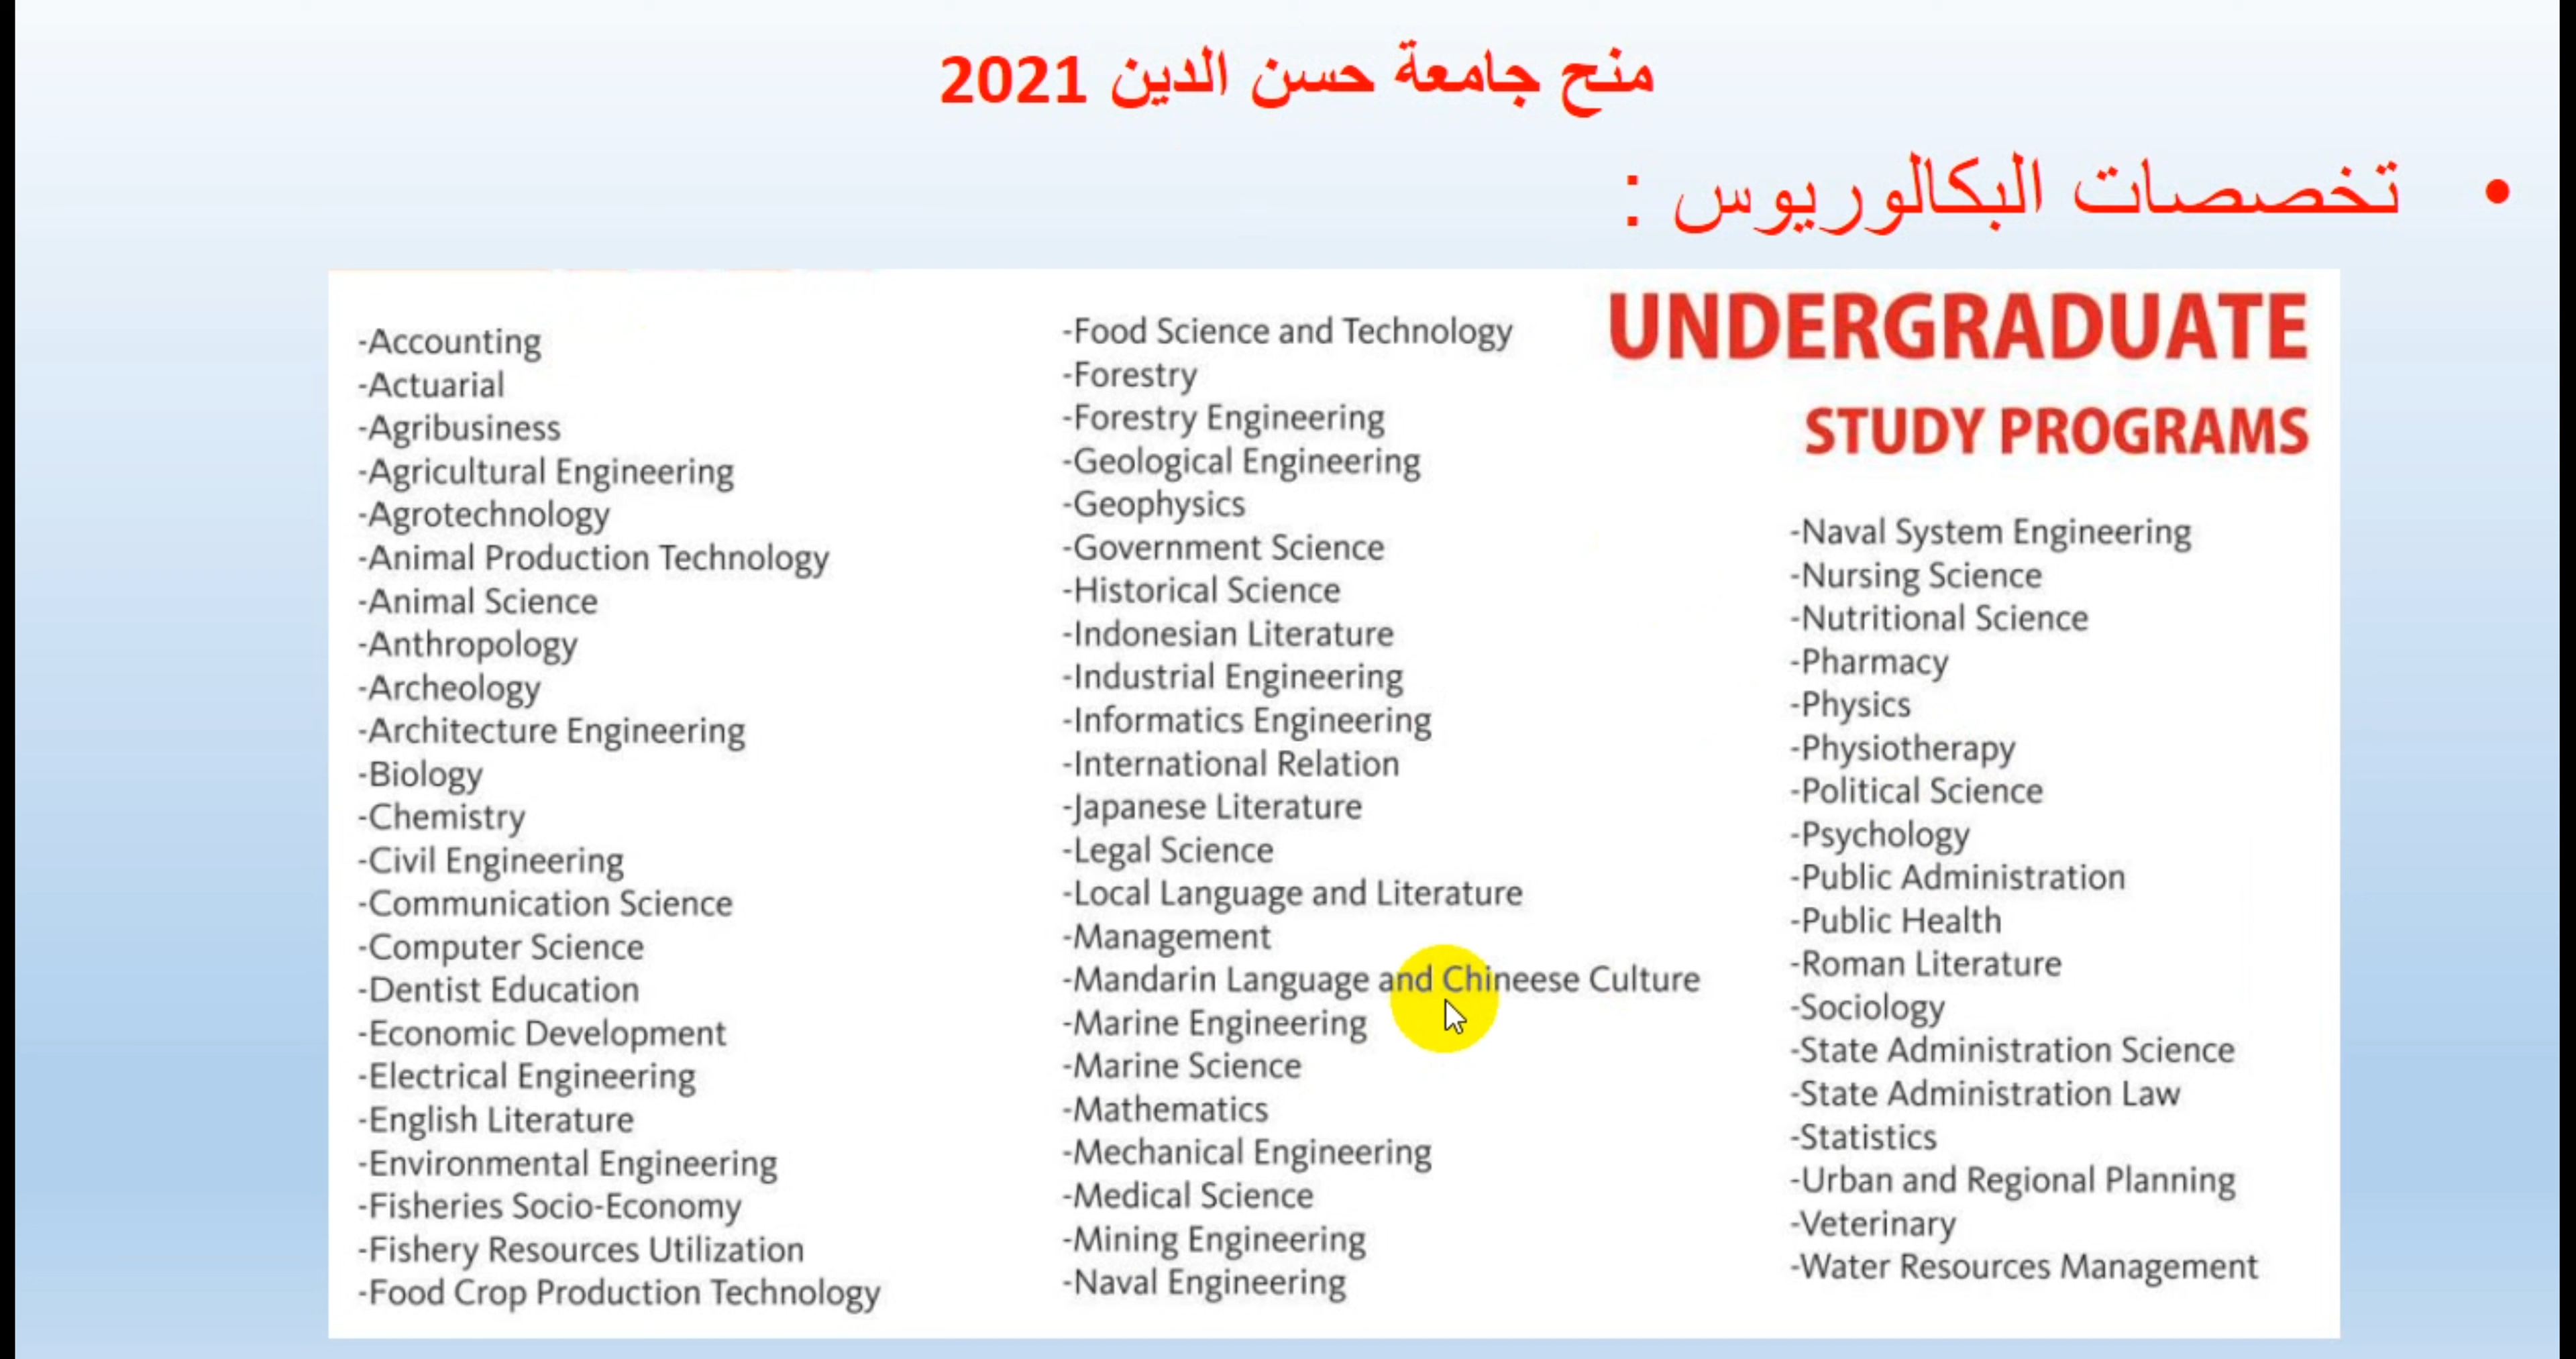 منح جامعة حسن الدين 2021
• تخصصات البكالوريوس :
UNDERGRADUATE
STUDY PROGRAMS
-Accounting
-Actuarial
-Agribusiness
-Agricultural Engineering
-Agrotechnology
-Animal Production Technology
-Animal Science
-Anthropology
-Archeology
-Architecture Engineering
-Biology
-Chemistry
-Civil Engineering
-Communication Science
-Computer Science
-Dentist Education
-Economic Development
-Electrical Engineering
-English Literature
-Environmental Engineering
-Fisheries Socio-Economy
-Fishery Resources Utilization
-Food Crop Production Technology
-Food Science and Technology
-Forestry
-Forestry Engineering
-Geological Engineering
-Geophysics
-Government Science
-Historical Science
-Indonesian Literature
-Industrial Engineering
-Informatics Engineering
-International Relation
-Japanese Literature
-Legal Science
-Local Language and Literature
-Management
-Mandarin Language and Chineese Culture
-Marine Engineering
-Marine Science
-Mathematics
-Mechanical Engineering
-Medical Science
-Mining Engineering
-Naval Engineering
-Naval System Engineering
-Nursing Science
-Nutritional Science
-Pharmacy
-Physics
-Physiotherapy
-Political Science
-Psychology
-Public Administration
-Public Health
-Roman Literature
-Sociology
-State Administration Science
-State Administration Law
-Statistics
-Urban and Regional Planning
-Veterinary
-Water Resources Management